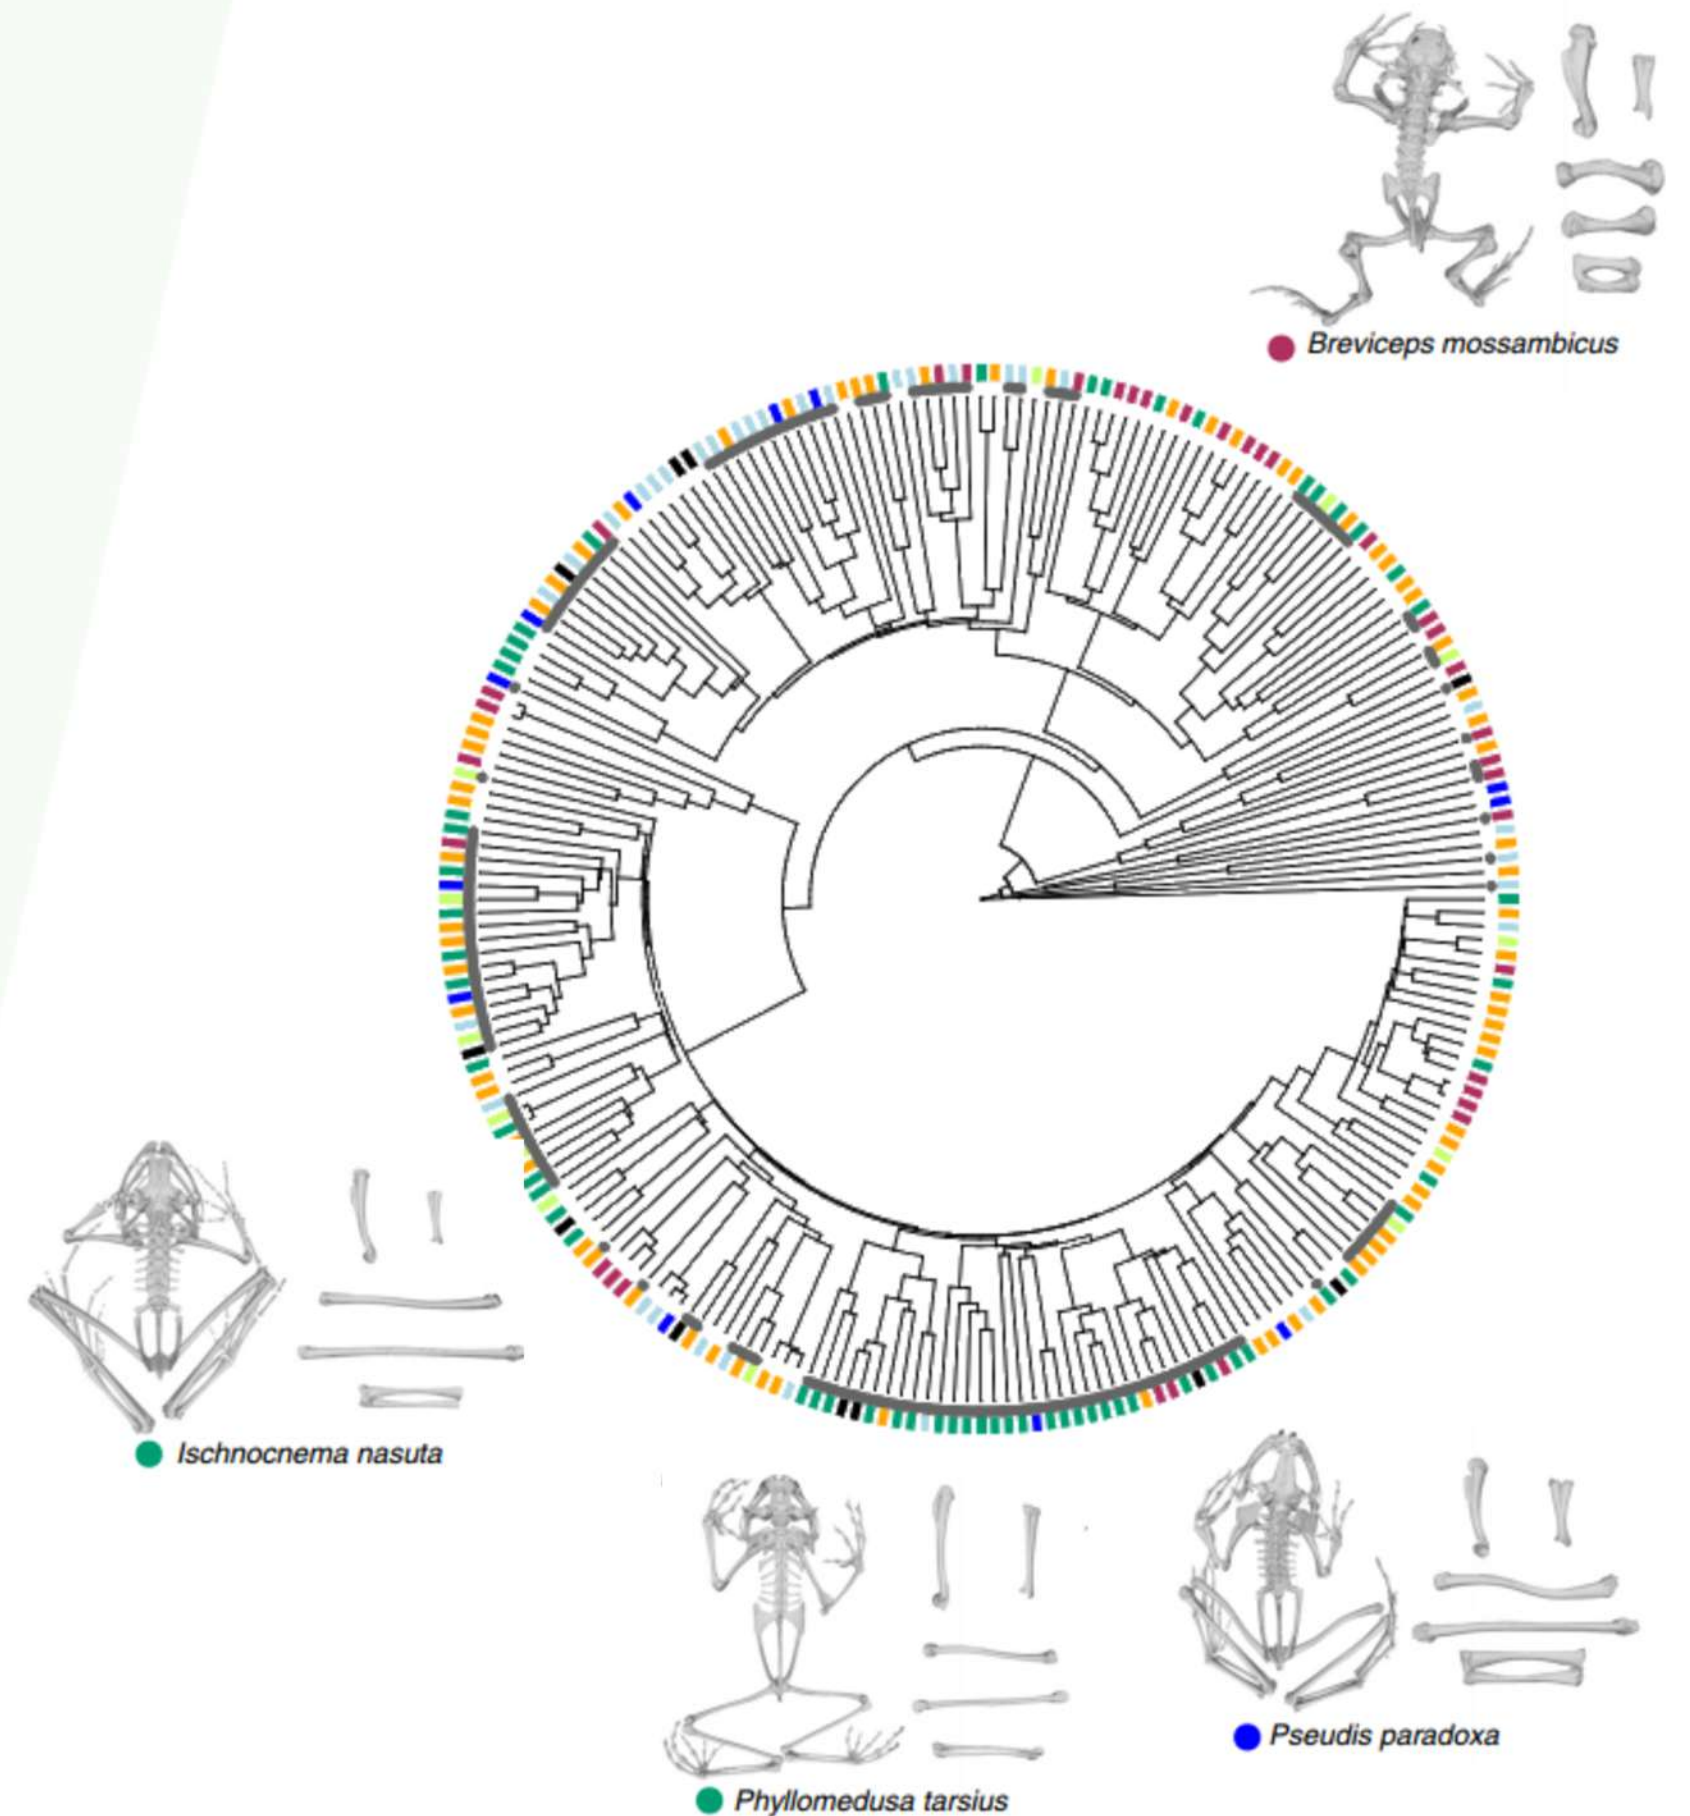 Breviceps mossambicus
Ischnocnema nasuta
Pseudis paradoxa
Phyllomedusa tarsius